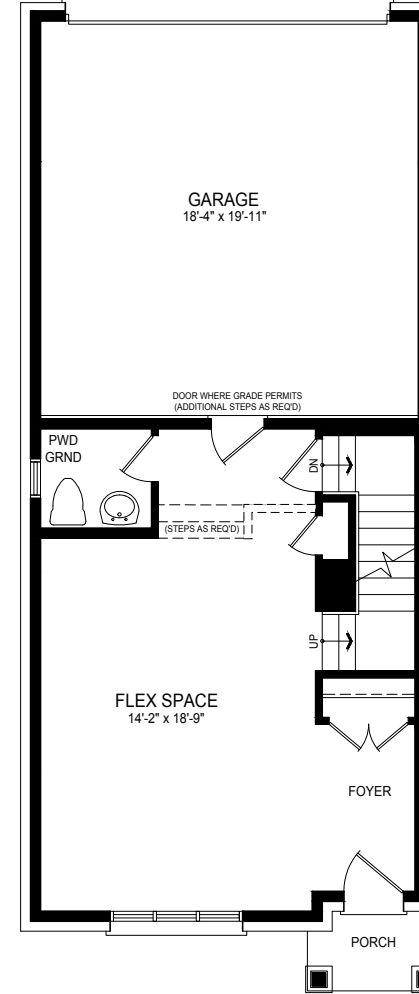 GARAGE
18'-4" x 19'-11"
DOOR WHERE GRADE PERMITS
(ADDITIONAL STEPS AS REQ'D)
PWD
GRND
DN
(STEPS AS REQ'D)
UP
FLEX SPACE
14'-2" x 18'-9"
FOYER
PORCH